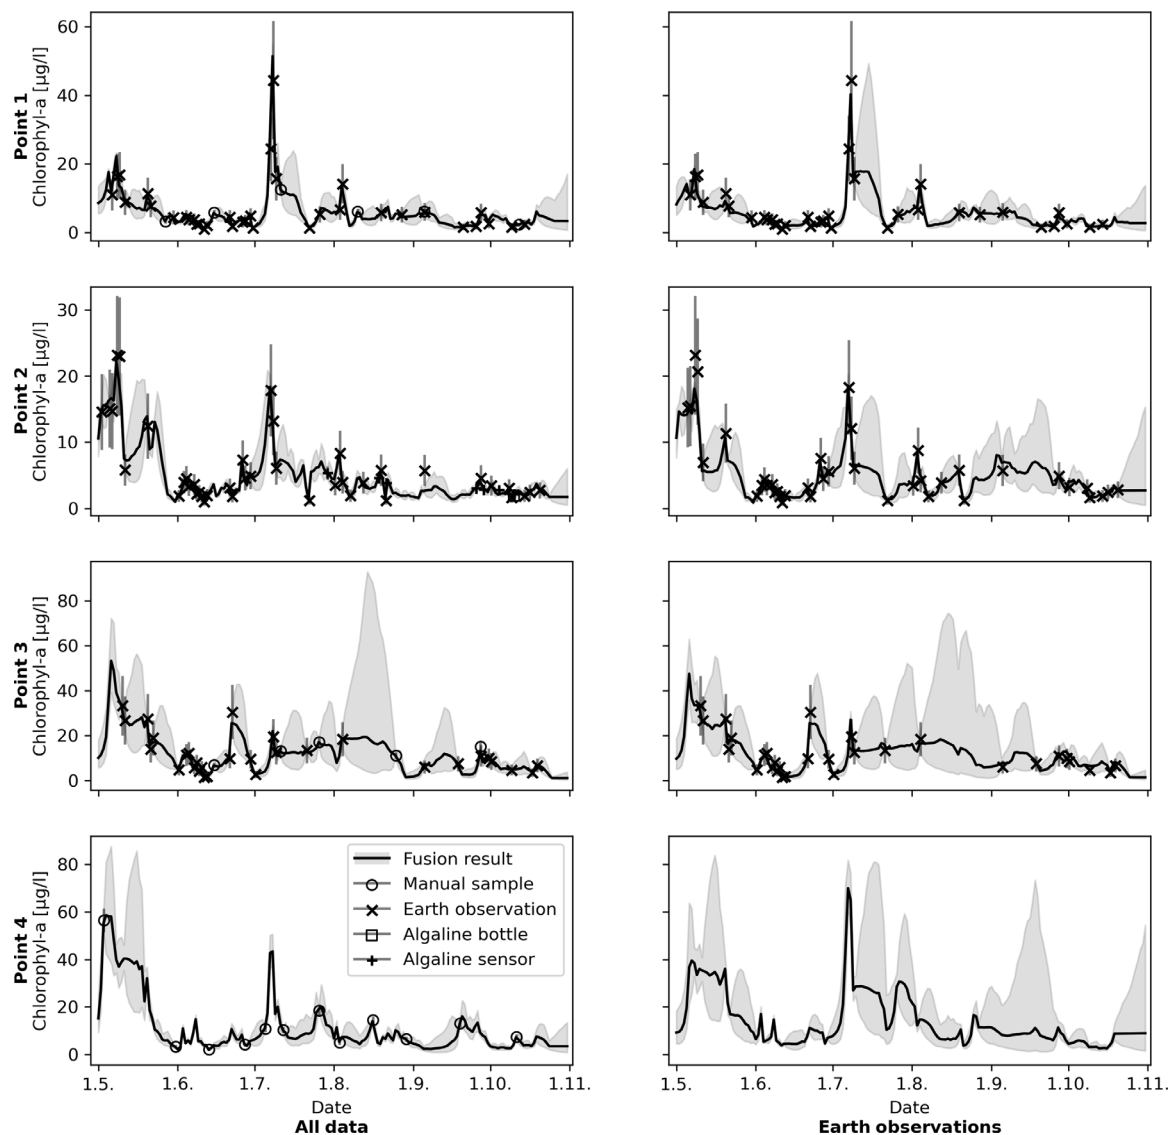 60
40
20
0
Point 1
Chlorophyl-a [µg/l]
30
20
10
0
Point 2
Chlorophyl-a [µg/l]
80
60
40
20
0
Point 3
Chlorophyl-a [µg/l]
80
60
40
20
0
Point 4
Chlorophyl-a [µg/l]
Fusion result
Manual sample
Earth observation
Algaline bottle
Algaline sensor
1.5. 1.6. 1.7. 1.8. 1.9. 1.10. 1.11.
Date
All data
1.5. 1.6. 1.7. 1.8. 1.9. 1.10. 1.11.
Date
Earth observations